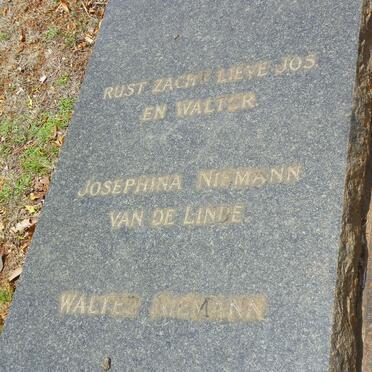 RUST ZACHT LIEVE JOS
EN WALTER
JOSEPHINA NIEMANN
VAN DE LINDE
WALTER NIEMANN